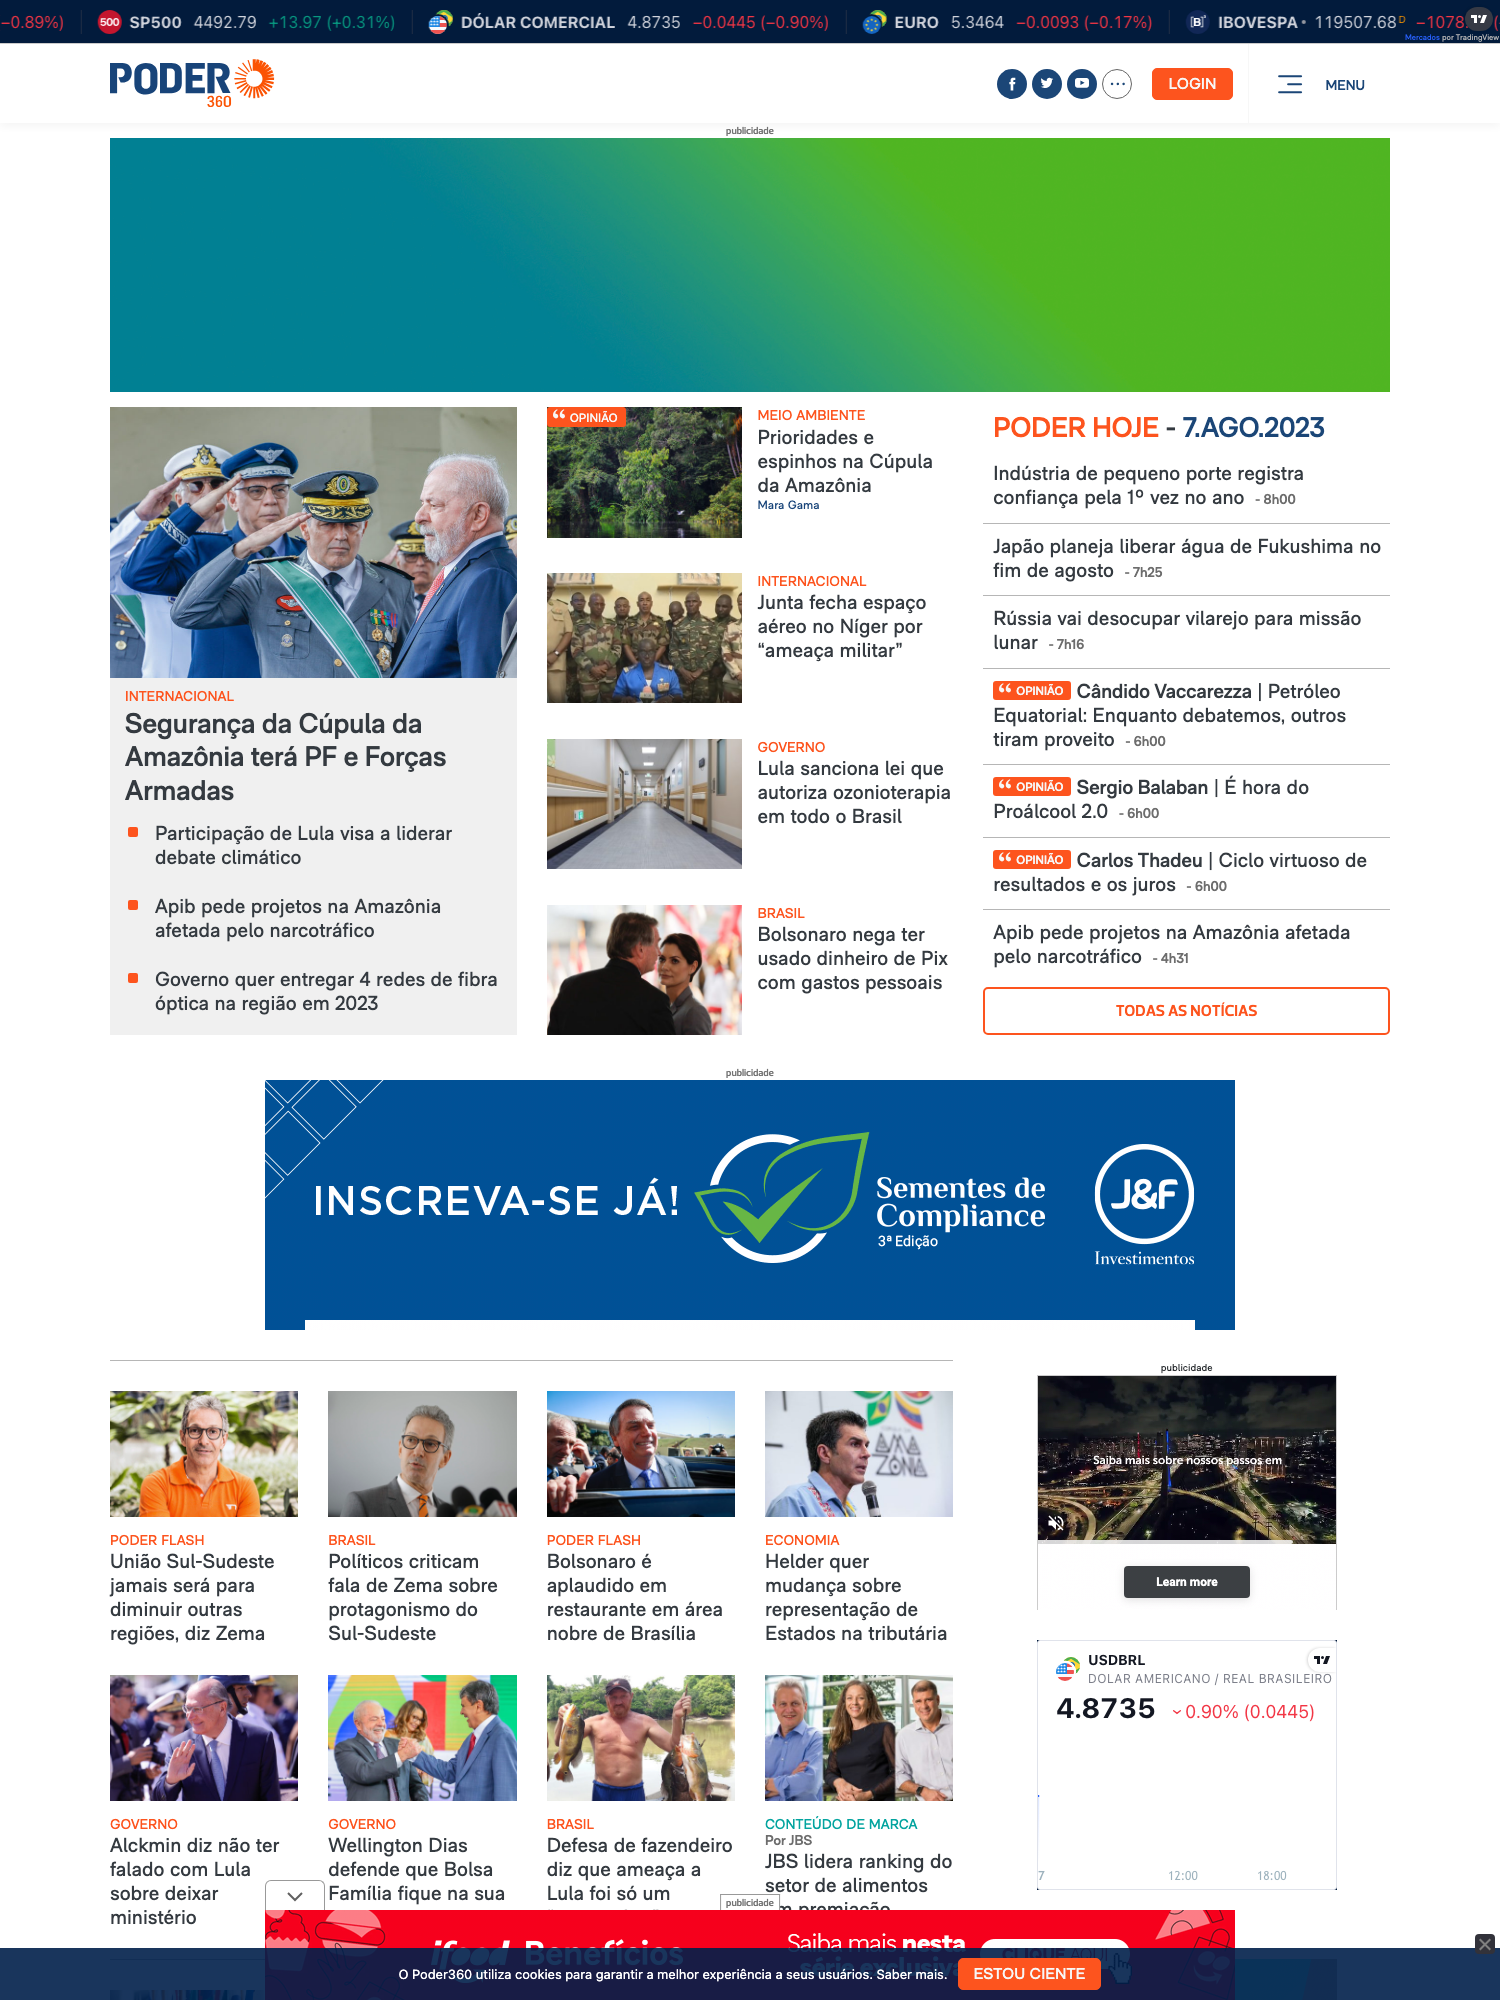 −0.89%)
500 SP500 4492.79 +13.97 (+0.31%)
DÓLAR COMERCIAL 4.8735 −0.0445 (−0.90%)
EURO 5.3464 −0.0093 (−0.17%)
IBOVESPA 119507.68 D
Mercados por TradingView
PODER
360
LOGIN
MENU
publicidade
INTERNACIONAL
Segurança da Cúpula da
Amazônia terá PF e Forças
Armadas
Participação de Lula visa a liderar
debate climático
Apib pede projetos na Amazônia
afetada pelo narcotráfico
Governo quer entregar 4 redes de fibra
óptica na região em 2023
OPINIÃO
MEIO AMBIENTE
Prioridades e
espinhos na Cúpula
da Amazônia
Mara Gama
INTERNACIONAL
Junta fecha espaço
aéreo no Níger por
“ameaça militar”
GOVERNO
Lula sanciona lei que
autoriza ozonioterapia
em todo o Brasil
BRASIL
Bolsonaro nega ter
usado dinheiro de Pix
com gastos pessoais
PODER HOJE - 7.AGO.2023
Indústria de pequeno porte registra
confiança pela 1º vez no ano - 8h00
Japão planeja liberar água de Fukushima no
fim de agosto - 7h25
Rússia vai desocupar vilarejo para missão
lunar - 7h16
OPINIÃO Cândido Vaccarezza | Petróleo
Equatorial: Enquanto debatemos, outros
tiram proveito - 6h00
OPINIÃO Sergio Balaban | É hora do
Proálcool 2.0 - 6h00
OPINIÃO Carlos Thadeu | Ciclo virtuoso de
resultados e os juros - 6h00
Apib pede projetos na Amazônia afetada
pelo narcotráfico - 4h31
TODAS AS NOTÍCIAS
publicidade
INSCREVA-SE JÁ!
Sementes de
Compliance
3ª Edição
J&F
Investimentos
PODER FLASH
União Sul-Sudeste
jamais será para
diminuir outras
regiões, diz Zema
BRASIL
Políticos criticam
fala de Zema sobre
protagonismo do
Sul-Sudeste
PODER FLASH
Bolsonaro é
aplaudido em
restaurante em área
nobre de Brasília
AMA
ZONIA
ECONOMIA
Helder quer
mudança sobre
representação de
Estados na tributária
publicidade
Saiba mais sobre nossos passos em
Learn more
USDBRL
DOLAR AMERICANO / REAL BRASILEIRO
4.8735 0.90% (0.0445)
7 12:00 18:00
GOVERNO
Alckmin diz não ter
falado com Lula
sobre deixar
ministério
GOVERNO
Wellington Dias
defende que Bolsa
Família fique na sua
BRASIL
Defesa de fazendeiro
diz que ameaça a
Lula foi só um
CONTEÚDO DE MARCA
Por JBS
JBS lidera ranking do
setor de alimentos
em premiação
publicidade
ifood Benefícios
Saiba mais nesta
série exclusiva
CLIQUE AQUI
O Poder360 utiliza cookies para garantir a melhor experiência a seus usuários. Saber mais.
ESTOU CIENTE